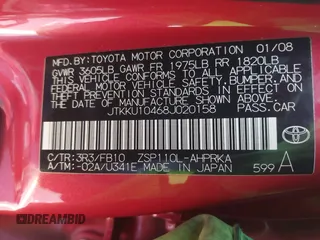 MFD. BY: TOYOTA MOTOR CORPORATION 01/08
GVWR 3605LB GAWR FR 1975LB RR 1820LB
THIS VEHICLE CONFORMS TO ALL APPLICABLE
FEDERAL MOTOR VEHICLE SAFETY, BUMPER, AND
THEFT PREVENTION STANDARDS IN EFFECT ON
THE DATE OF MANUFACTURE SHOWN ABOVE.
JTKKU10468J020158 PASS. CAR
C/TR: 3R3/FB10 ZSP110L-AHPRKA
A/TM: -02A/U341E MADE IN JAPAN
TOYOTA
599 A
DREAMBID